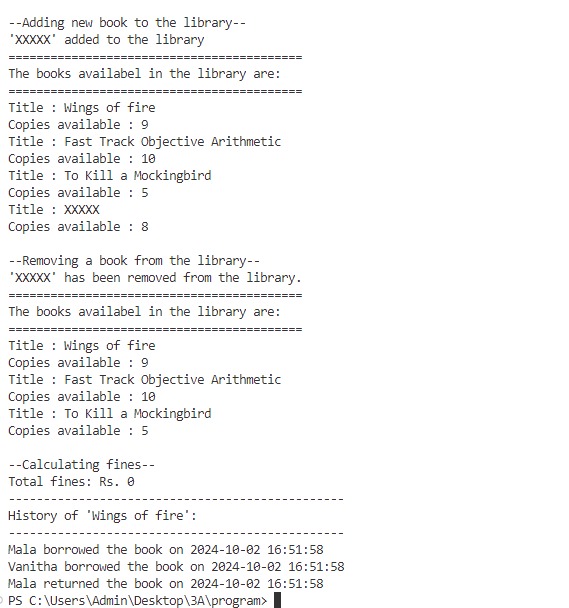 --Adding new book to the library--
'XXXXX' added to the library
==========================================
The books availabel in the library are:
==========================================
Title : Wings of fire
Copies available : 9
Title : Fast Track Objective Arithmetic
Copies available : 10
Title : To Kill a Mockingbird
Copies available : 5
Title : XXXXX
Copies available : 8
--Removing a book from the library--
'XXXXX' has been removed from the library.
==========================================
The books availabel in the library are:
==========================================
Title : Wings of fire
Copies available : 9
Title : Fast Track Objective Arithmetic
Copies available : 10
Title : To Kill a Mockingbird
Copies available : 5
--Calculating fines--
Total fines: Rs. 0
------------------------------------------------
History of 'Wings of fire':
------------------------------------------------
Mala borrowed the book on 2024-10-02 16:51:58
Vanitha borrowed the book on 2024-10-02 16:51:58
Mala returned the book on 2024-10-02 16:51:58
PS C:\Users\Admin\Desktop\3A\program>